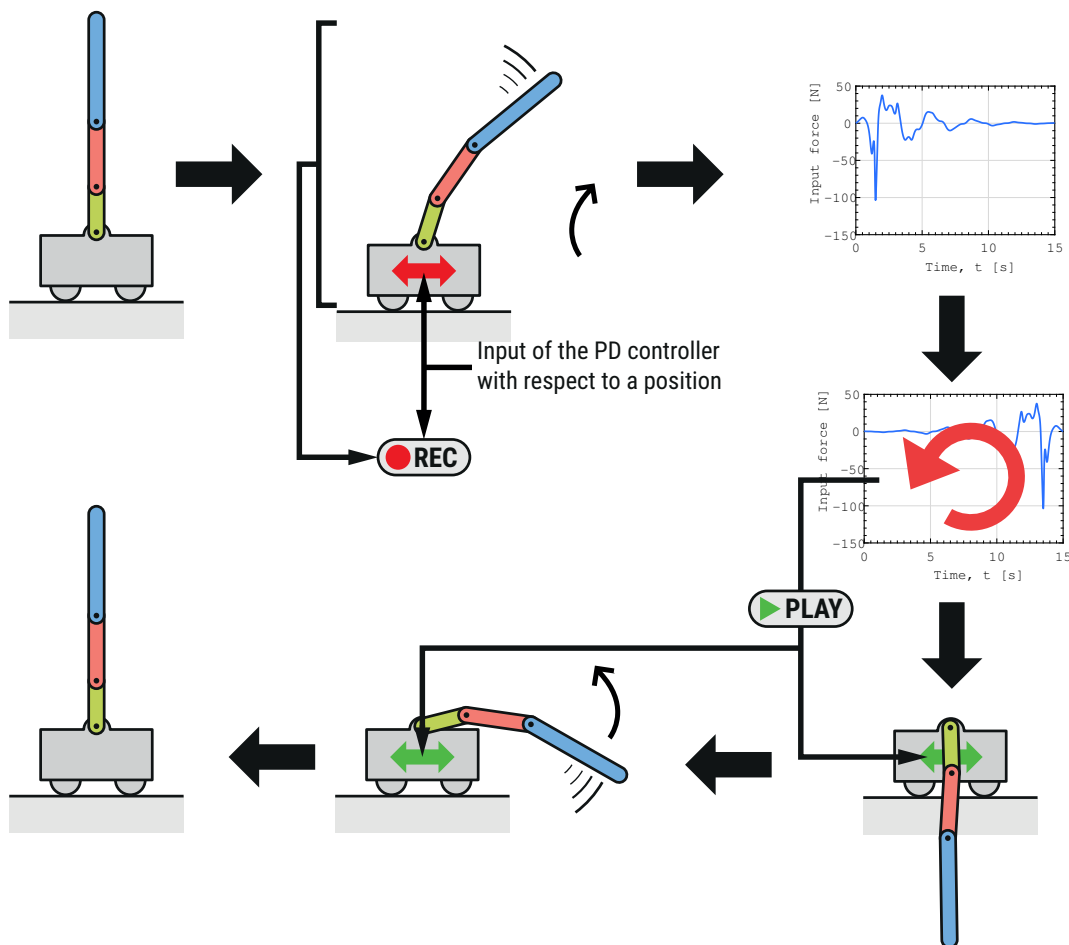 50
0
−50
−100
−150
Input force [N]
0
5
10
15
Time, t [s]
Input of the PD controller
with respect to a position
REC
50
0
−50
−100
−150
Input force [N]
0
5
10
15
Time, t [s]
PLAY